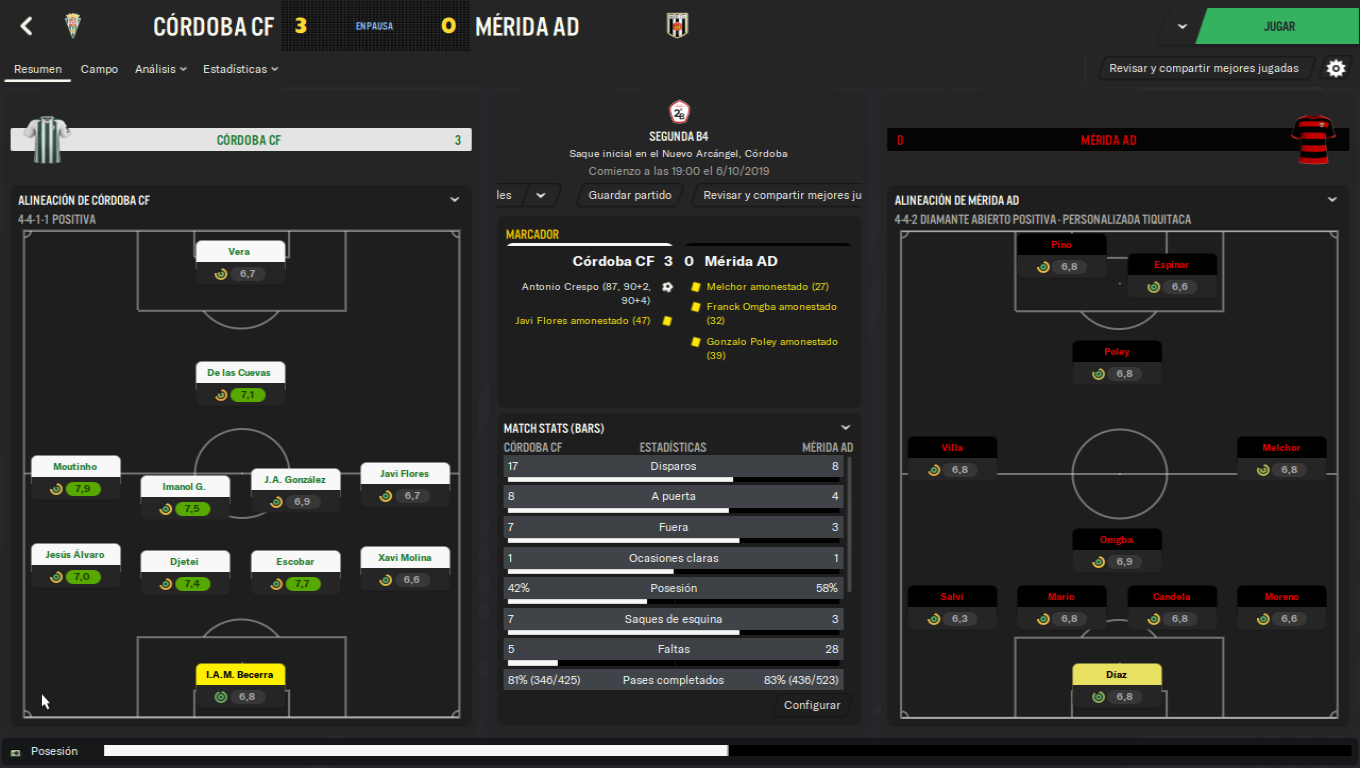 CÓRDOBA CF 3 EN PAUSA 0 MÉRIDA AD
JUGAR
Resumen Campo Análisis Estadísticas
Revisar y compartir mejores jugadas
CÓRDOBA CF 3
2ªB
SEGUNDA B4
Saque inicial en el Nuevo Arcángel, Córdoba
Comienzo a las 19:00 el 6/10/2019
les Guardar partido Revisar y compartir mejores ju
0 MÉRIDA AD
ALINEACIÓN DE CÓRDOBA CF
4-4-1-1 POSITIVA
Vera
6,7
De las Cuevas
7,1
Moutinho
7,9
Imanol G.
7,5
J.A. González
6,9
Javi Flores
6,7
Jesús Álvaro
7,0
Djetei
7,4
Escobar
7,7
Xavi Molina
6,6
I.A.M. Becerra
6,8
MARCADOR
Córdoba CF 3 0 Mérida AD
Antonio Crespo (87, 90+2,
90+4)
Javi Flores amonestado (47)
Melchor amonestado (27)
Franck Omgba amonestado
(32)
Gonzalo Poley amonestado
(39)
MATCH STATS (BARS)
CÓRDOBA CF ESTADÍSTICAS MÉRIDA AD
17 Disparos 8
8 A puerta 4
7 Fuera 3
1 Ocasiones claras 1
42% Posesión 58%
7 Saques de esquina 3
5 Faltas 28
81% (346/425) Pases completados 83% (436/523)
Configurar
ALINEACIÓN DE MÉRIDA AD
4-4-2 DIAMANTE ABIERTO POSITIVA - PERSONALIZADA TIQUITACA
Pino
6,8
Espinar
6,6
Poley
6,8
Villa
6,8
Melchor
6,8
Omgba
6,9
Salvi
6,3
Mario
6,8
Candela
6,8
Moreno
6,6
Díaz
6,8
Posesión